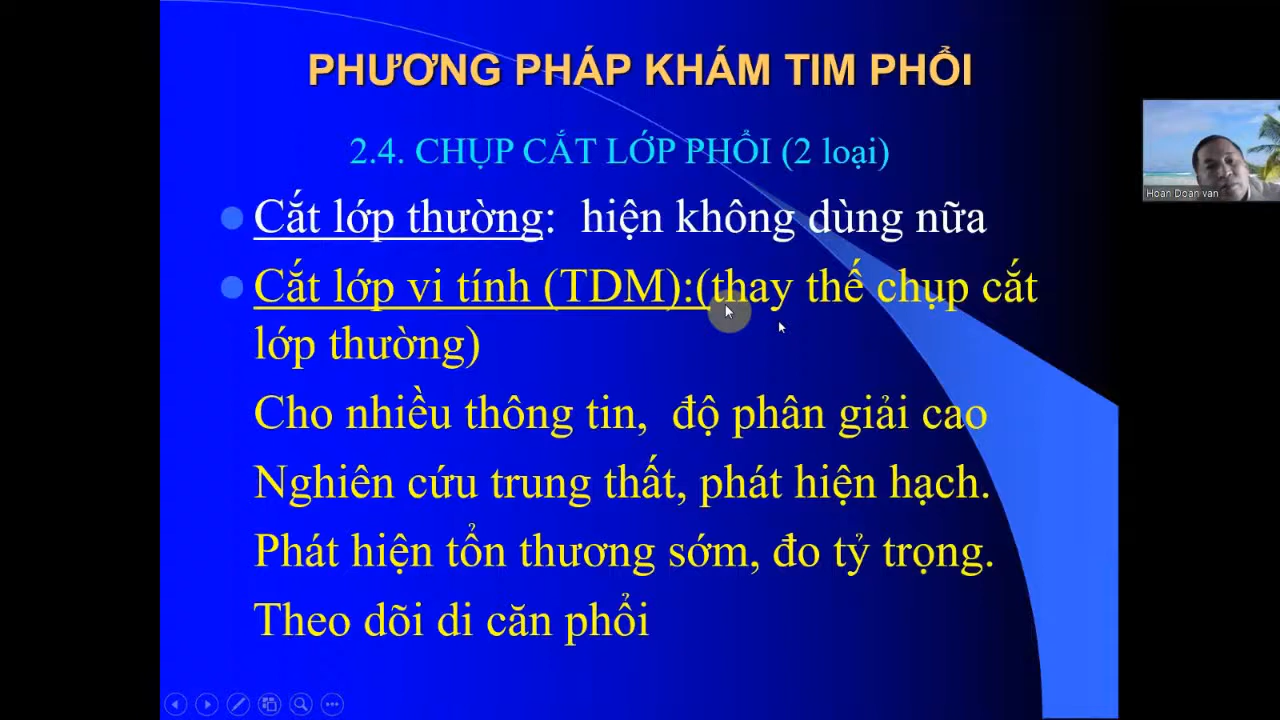 PHƯƠNG PHÁP KHÁM TIM PHỔI
2.4. CHỤP CẮT LỚP PHỔI (2 loại)
Cắt lớp thường: hiện không dùng nữa
Cắt lớp vi tính (TDM):(thay thế chụp cắt
lớp thường)
Cho nhiều thông tin, độ phân giải cao
Nghiên cứu trung thất, phát hiện hạch.
Phát hiện tổn thương sớm, đo tỷ trọng.
Theo dõi di căn phổi
Hoan Doan van